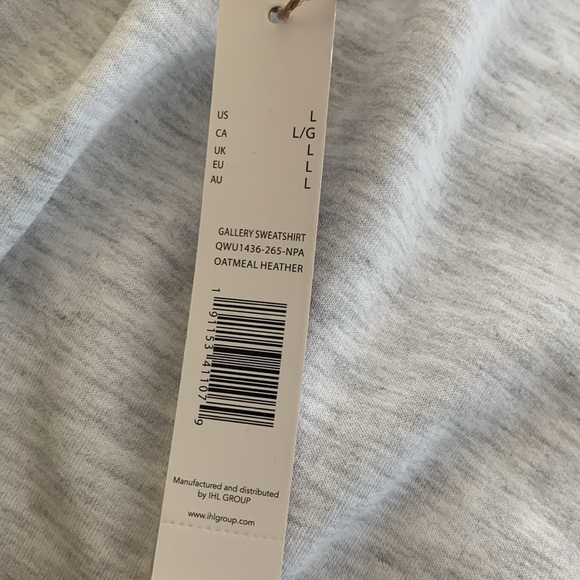 US L
CA L/G
UK L
EU L
AU L
GALLERY SWEATSHIRT
QWU1436-265-NPA
OATMEAL HEATHER
1 91153 41107 9
Manufactured and distributed
by IHL GROUP
www.ihlgroup.com